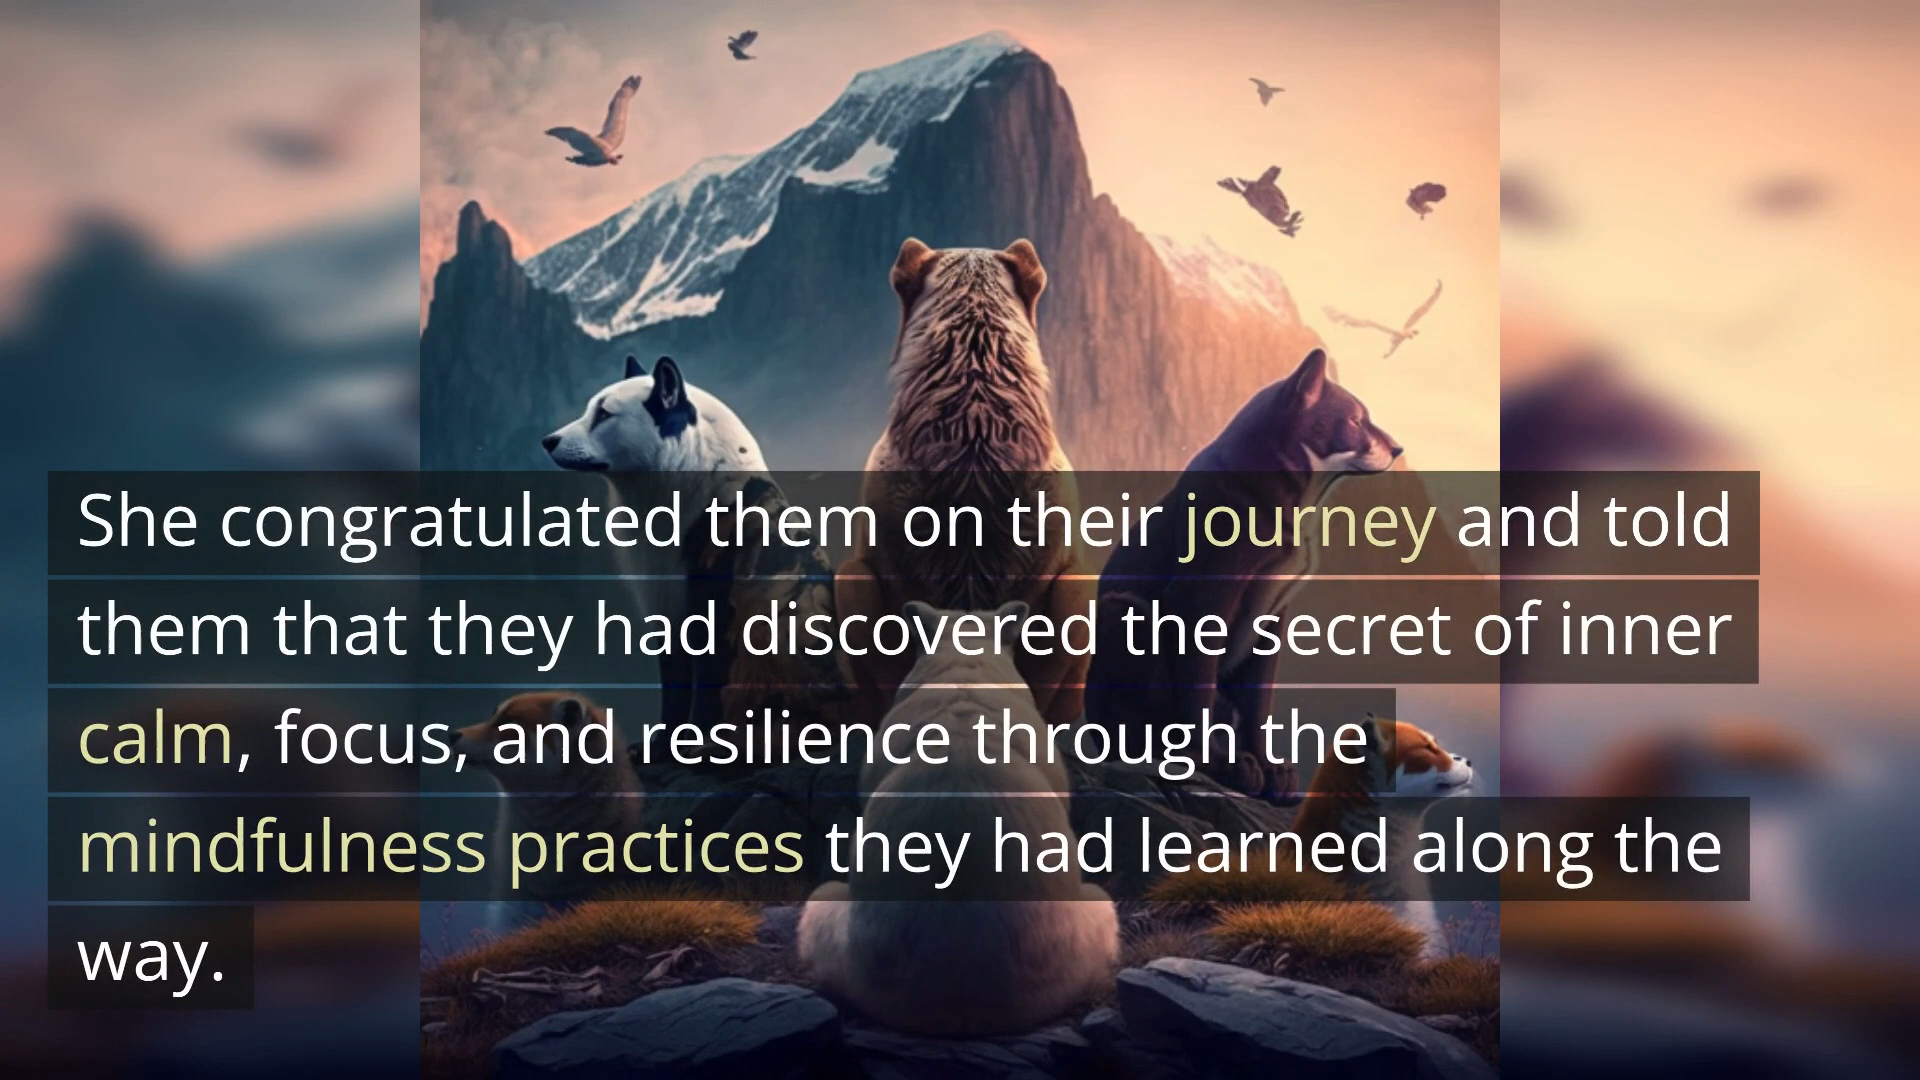 She congratulated them on their journey and told
them that they had discovered the secret of inner
calm, focus, and resilience through the
mindfulness practices they had learned along the
way.